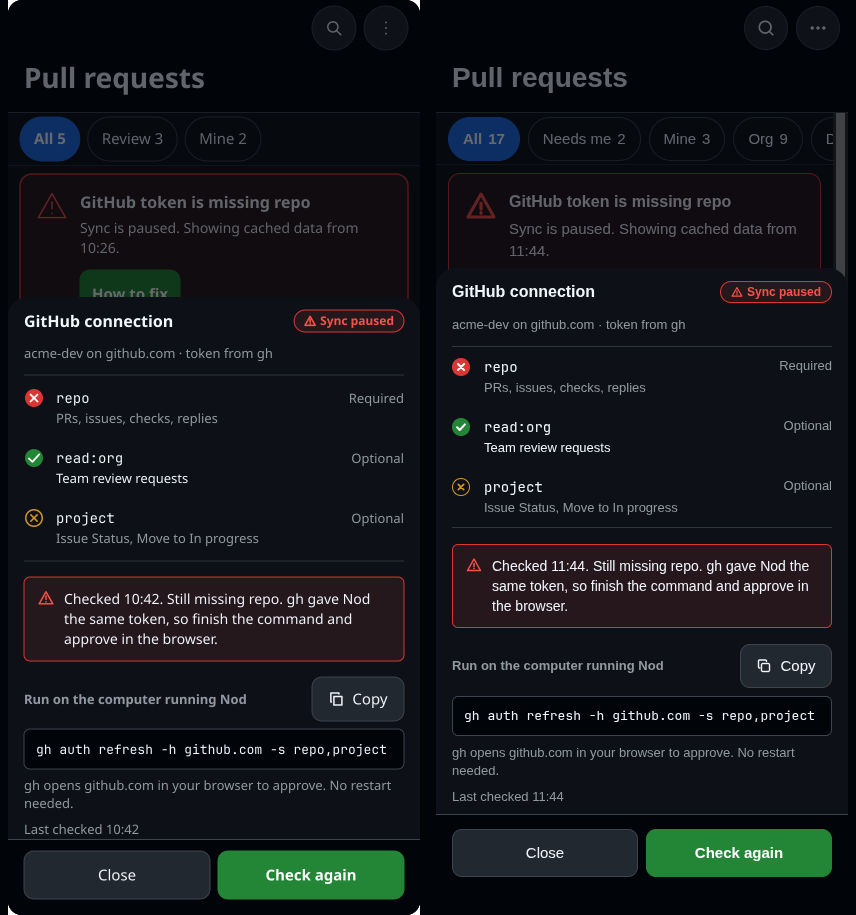 Pull requests
All 5
Review 3
Mine 2
GitHub token is missing repo
Sync is paused. Showing cached data from
10:26.
How to fix
GitHub connection
Sync paused
acme-dev on github.com · token from gh
repo
Required
PRs, issues, checks, replies
read:org
Optional
Team review requests
project
Optional
Issue Status, Move to In progress
Checked 10:42. Still missing repo. gh gave Nod
the same token, so finish the command and
approve in the browser.
Run on the computer running Nod
Copy
gh auth refresh -h github.com -s repo,project
gh opens github.com in your browser to approve. No restart
needed.
Last checked 10:42
Close
Check again
Pull requests
All 17
Needs me 2
Mine 3
Org 9
D
GitHub token is missing repo
Sync is paused. Showing cached data from
11:44.
GitHub connection
Sync paused
acme-dev on github.com · token from gh
repo
Required
PRs, issues, checks, replies
read:org
Optional
Team review requests
project
Optional
Issue Status, Move to In progress
Checked 11:44. Still missing repo. gh gave Nod the
same token, so finish the command and approve in
the browser.
Run on the computer running Nod
Copy
gh auth refresh -h github.com -s repo,project
gh opens github.com in your browser to approve. No restart
needed.
Last checked 11:44
Close
Check again